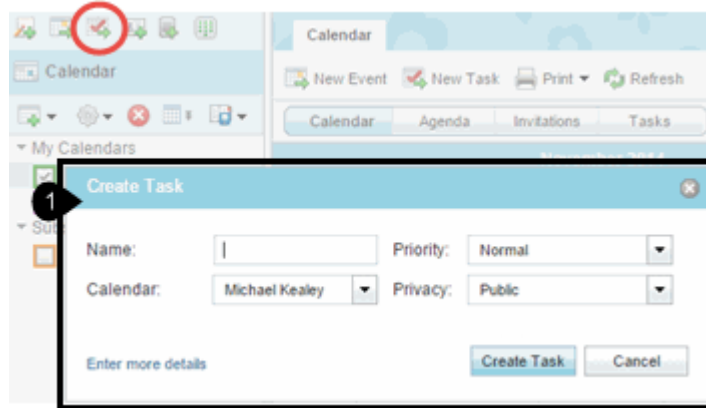 Calendar
Calendar
New Event New Task Print Refresh
Calendar Agenda Invitations Tasks
My Calendars
November 2014
1
Create Task
Name: Priority: Normal
Calendar: Michael Kealey Privacy: Public
Enter more details Create Task Cancel